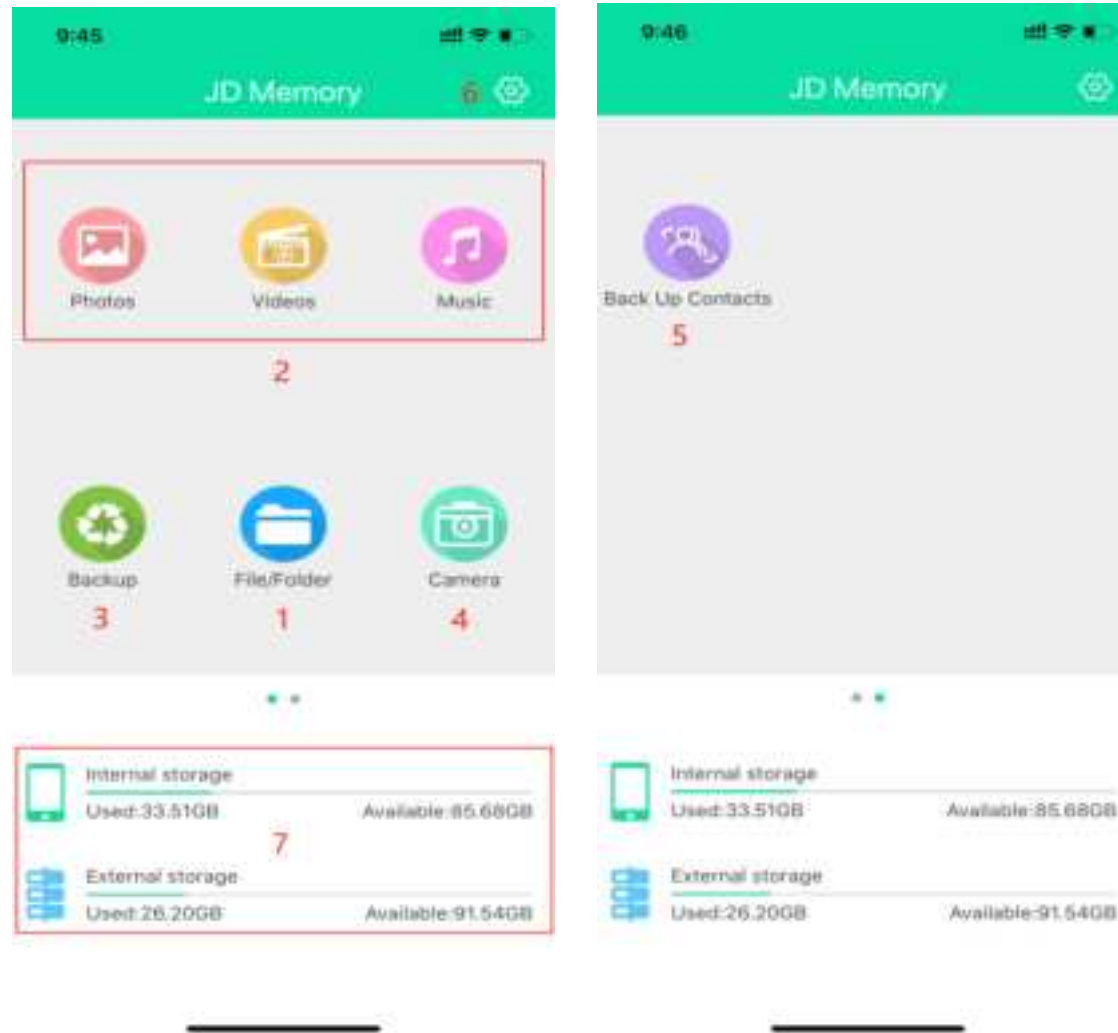 9:45
JD Memory 6
Photos Videos Music
2
Backup File/Folder Camera
3 1 4
Internal storage
Used:33.51GB Available:85.68GB
7
External storage
Used:26.20GB Available:91.54GB
9:46
JD Memory
Back Up Contacts
5
Internal storage
Used:33.51GB Available:85.68GB
External storage
Used:26.20GB Available:91.54GB